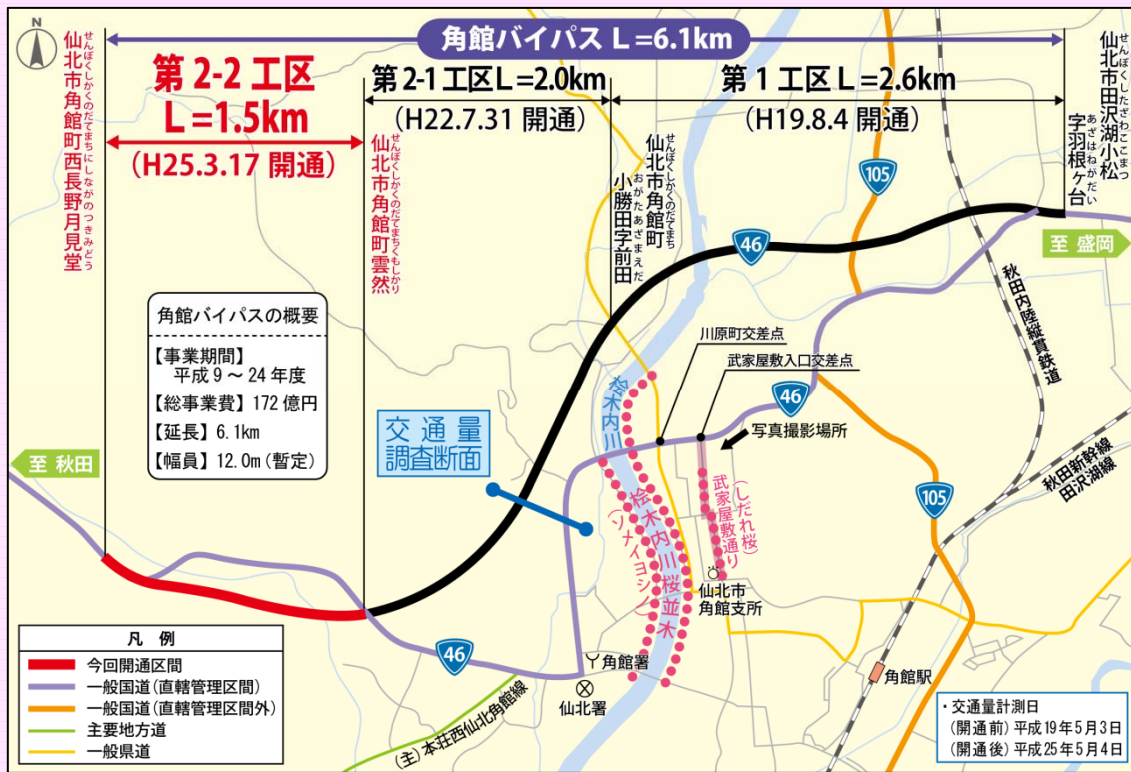 N
角館バイパス L=6.1km
第 2-2 工区
L=1.5km
(H25.3.17 開通)
第 2-1 工区 L=2.0km
(H22.7.31 開通)
第 1 工区 L=2.6km
(H19.8.4 開通)
せんぼくしかくのだてまちにしながのつきみどう
仙北市角館町西長野月見堂
せんぼくしかくのだてまちくもしかり
仙北市角館町雲然
せんぼくしかくのだてまち
仙北市角館町
おがたあざまえだ
小勝田字前田
せんぼくしたざわここまつ
仙北市田沢湖小松
あざはねがだい
字羽根ヶ台
105
46
至 盛岡
秋田内陸縦貫鉄道
角館バイパスの概要
【事業期間】
平成 9 ～ 24 年度
【総事業費】172 億円
【延長】6.1km
【幅員】12.0m (暫定)
川原町交差点
武家屋敷入口交差点
46
写真撮影場所
桧木内川
交通量
調査断面
至 秋田
秋田新幹線
田沢湖線
105
武家屋敷通り
(しだれ桜)
桧木内川桜並木
(ソメイヨシノ)
仙北市
角館支所
46
角館署
仙北署
角館駅
(主)本荘西仙北角館線
凡 例
今回開通区間
一般国道(直轄管理区間)
一般国道(直轄管理区間外)
主要地方道
一般県道
・交通量計測日
(開通前) 平成19年5月3日
(開通後) 平成25年5月4日